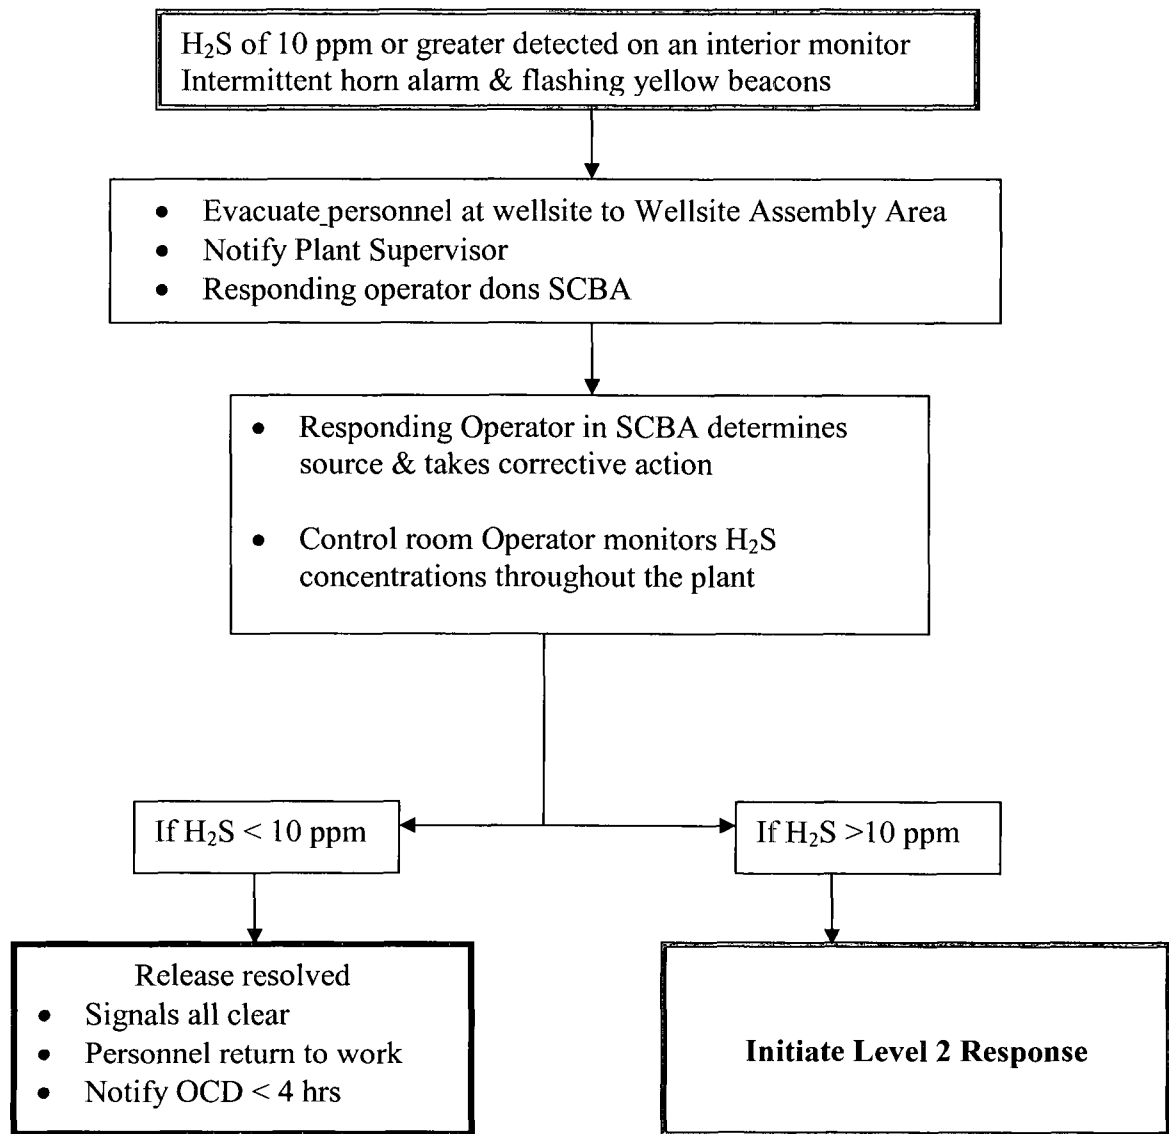 H₂S of 10 ppm or greater detected on an interior monitor
Intermittent horn alarm & flashing yellow beacons
• Evacuate personnel at wellsite to Wellsite Assembly Area
• Notify Plant Supervisor
• Responding operator dons SCBA
• Responding Operator in SCBA determines
source & takes corrective action
• Control room Operator monitors H₂S
concentrations throughout the plant
If H₂S < 10 ppm
If H₂S >10 ppm
Release resolved
• Signals all clear
• Personnel return to work
• Notify OCD < 4 hrs
Initiate Level 2 Response